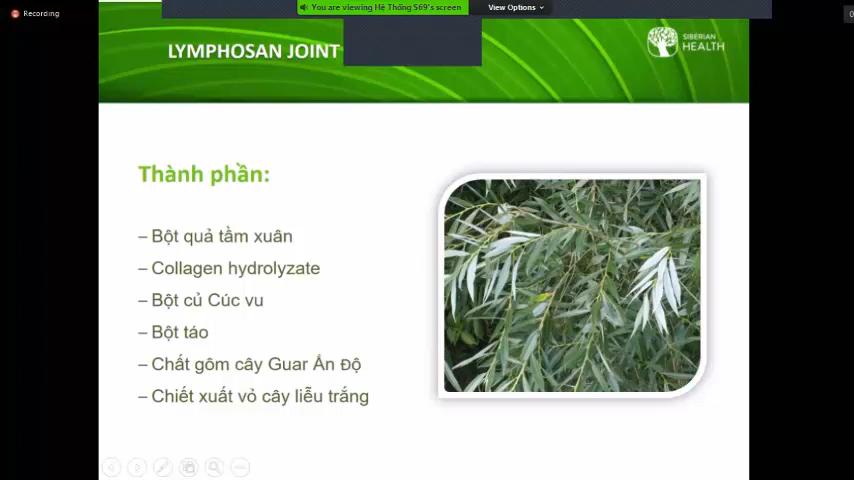 Recording
You are viewing Hệ Thống S69's screen
View Options
LYMPHOSAN JOINT
SIBERIAN
HEALTH
Thành phần:
– Bột quả tầm xuân
– Collagen hydrolyzate
– Bột củ Cúc vu
– Bột táo
– Chất gôm cây Guar Ấn Độ
– Chiết xuất vỏ cây liễu trắng